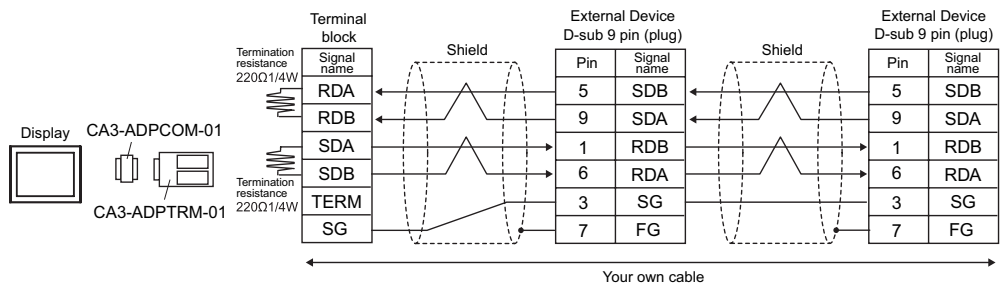 Terminal block
External Device
D-sub 9 pin (plug)
External Device
D-sub 9 pin (plug)
Termination resistance 220Ω1/4W
Signal name
Shield
Pin
Signal name
Shield
Pin
Signal name
RDA
5
SDB
5
SDB
RDB
9
SDA
9
SDA
Display
CA3-ADPCOM-01
SDA
1
RDB
1
RDB
SDB
6
RDA
6
RDA
Termination resistance 220Ω1/4W
CA3-ADPTRM-01
TERM
3
SG
3
SG
SG
7
FG
7
FG
Your own cable